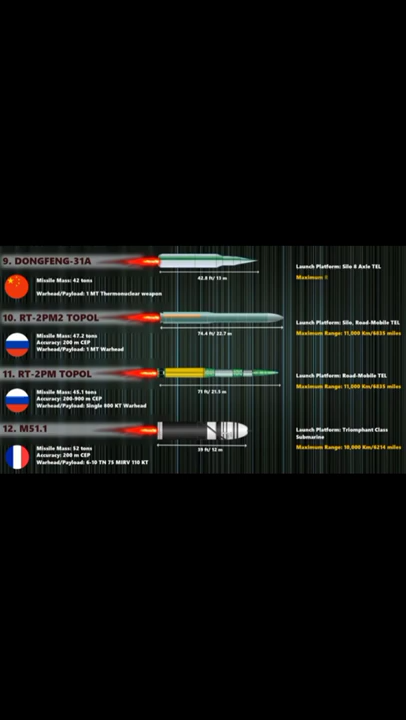 9. DONGFENG-31A
42.8 ft/ 13 m
Missile Mass: 42 tons
Warhead/Payload: 1 MT Thermonuclear weapon
Launch Platform: Silo 8 Axle TEL
Maximum
10. RT-2PM2 TOPOL
74.4 ft/ 22.7 m
Missile Mass: 47.2 tons
Accuracy: 200 m CEP
Warhead/Payload: 1 MT Warhead
Launch Platform: Silo, Road-Mobile TEL
Maximum Range: 11,000 Km/6835 miles
11. RT-2PM TOPOL
71 ft/ 21.5 m
Missile Mass: 45.1 tons
Accuracy: 200-900 m CEP
Warhead/Payload: Single 800 KT Warhead
Launch Platform: Road-Mobile TEL
Maximum Range: 11,000 Km/6835 miles
12. M51.1
39 ft/ 12 m
Missile Mass: 52 tons
Accuracy: 200 m CEP
Warhead/Payload: 6-10 TN 75 MIRV 110 KT
Launch Platform: Triomphant Class
Submarine
Maximum Range: 10,000 Km/6214 miles